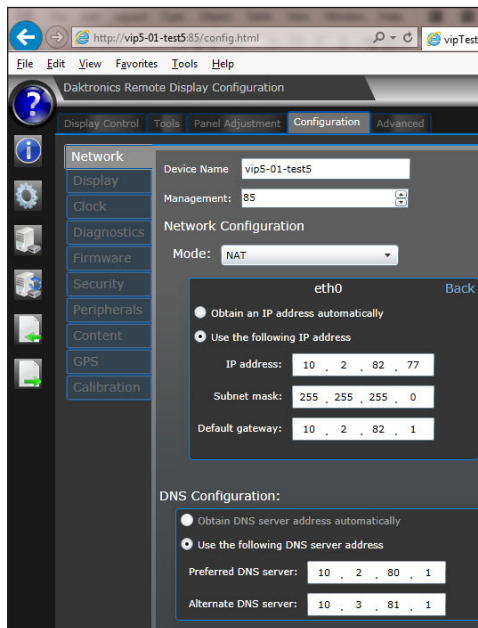 http://vip5-01-test5:85/config.html
vipTest
File Edit View Favorites Tools Help
Daktronics Remote Display Configuration
Display Control Tools Panel Adjustment Configuration Advanced
Network
Display
Clock
Diagnostics
Firmware
Security
Peripherals
Content
GPS
Calibration
Device Name vip5-01-test5
Management: 85
Network Configuration
Mode: NAT
eth0 Back
Obtain an IP address automatically
Use the following IP address
IP address: 10 . 2 . 82 . 77
Subnet mask: 255 . 255 . 255 . 0
Default gateway: 10 . 2 . 82 . 1
DNS Configuration:
Obtain DNS server address automatically
Use the following DNS server address
Preferred DNS server: 10 . 2 . 80 . 1
Alternate DNS server: 10 . 3 . 81 . 1